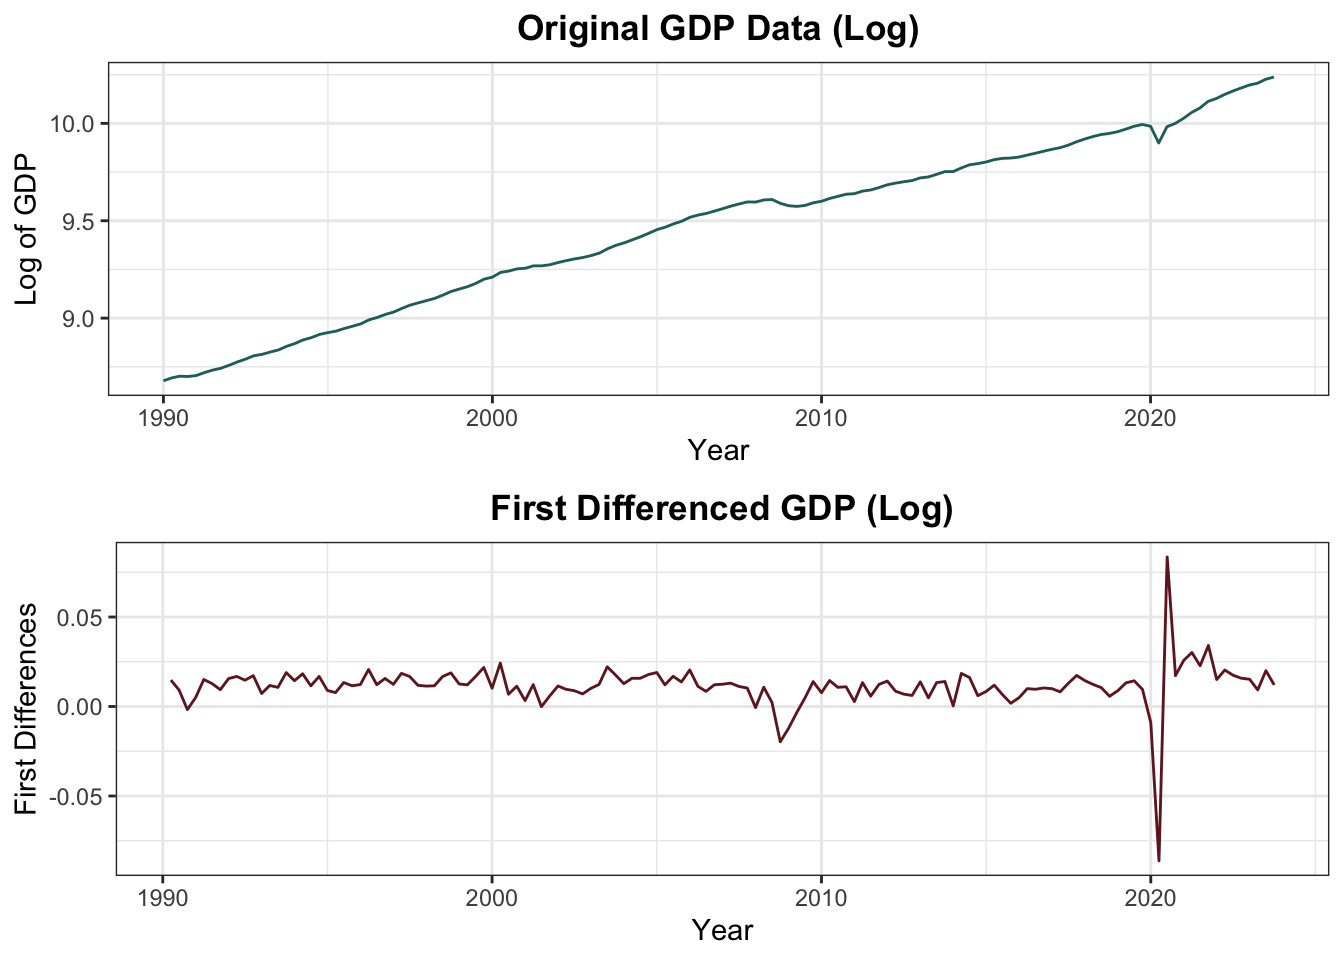 Original GDP Data (Log)
Log of GDP
10.0
9.5
9.0
1990 2000 2010 2020
Year
First Differenced GDP (Log)
First Differences
0.05
0.00
-0.05
1990 2000 2010 2020
Year